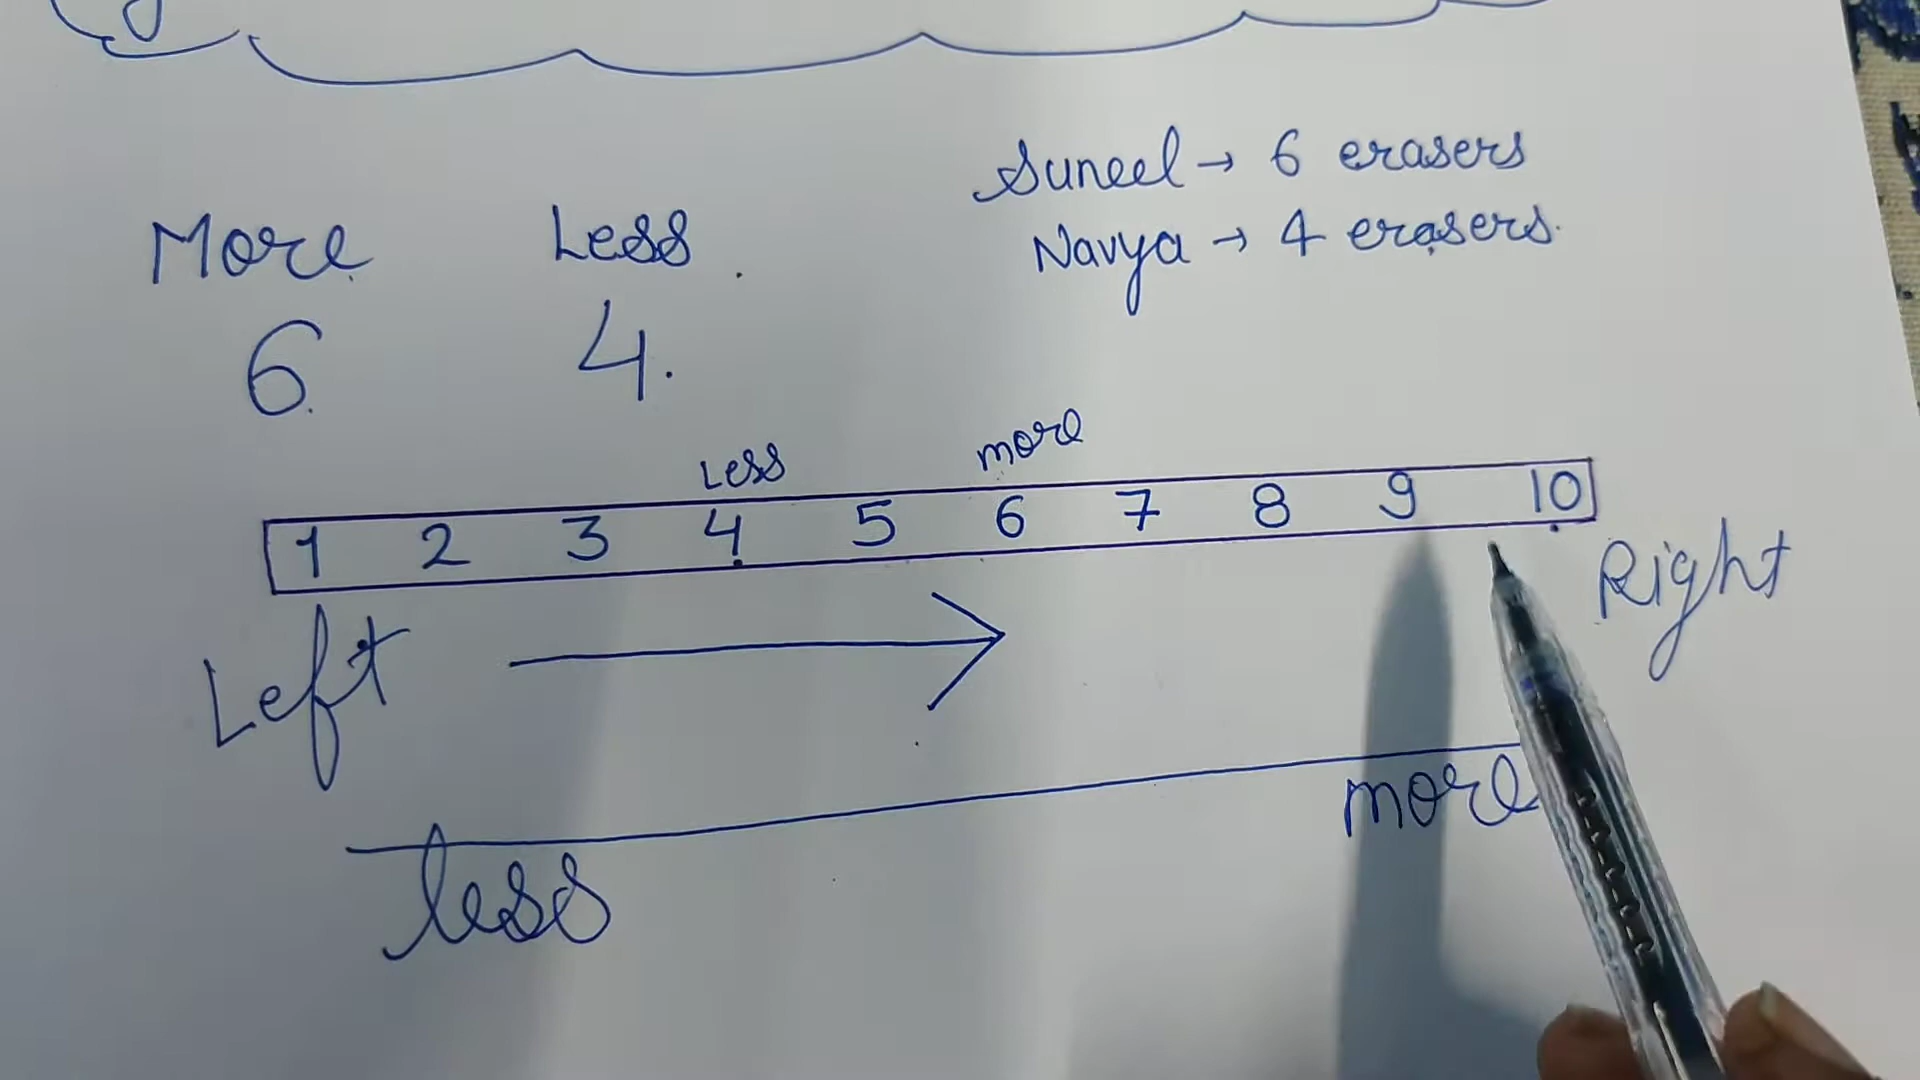 Suneel → 6 erasers
Navya → 4 erasers.
More Less
6 4
Less more
1 2 3 4 5 6 7 8 9 10
Left → Right
less more